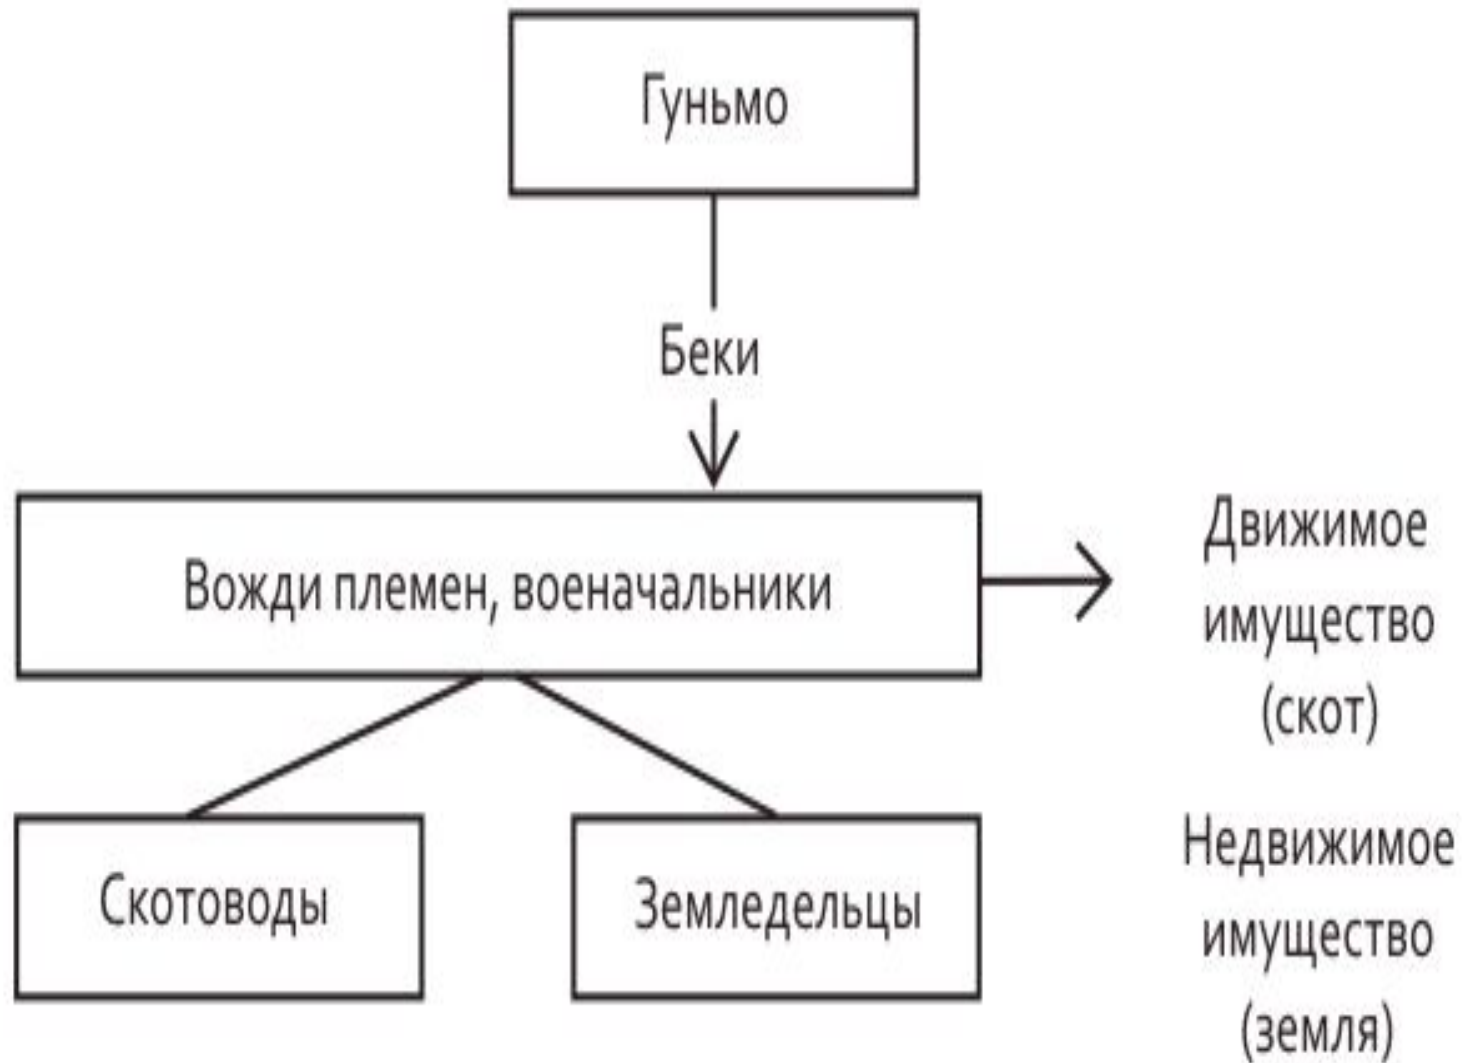 Гуньмо
Беки
Вожди племен, военачальники
Движимое
имущество
(скот)
Скотоводы
Земледельцы
Недвижимое
имущество
(земля)